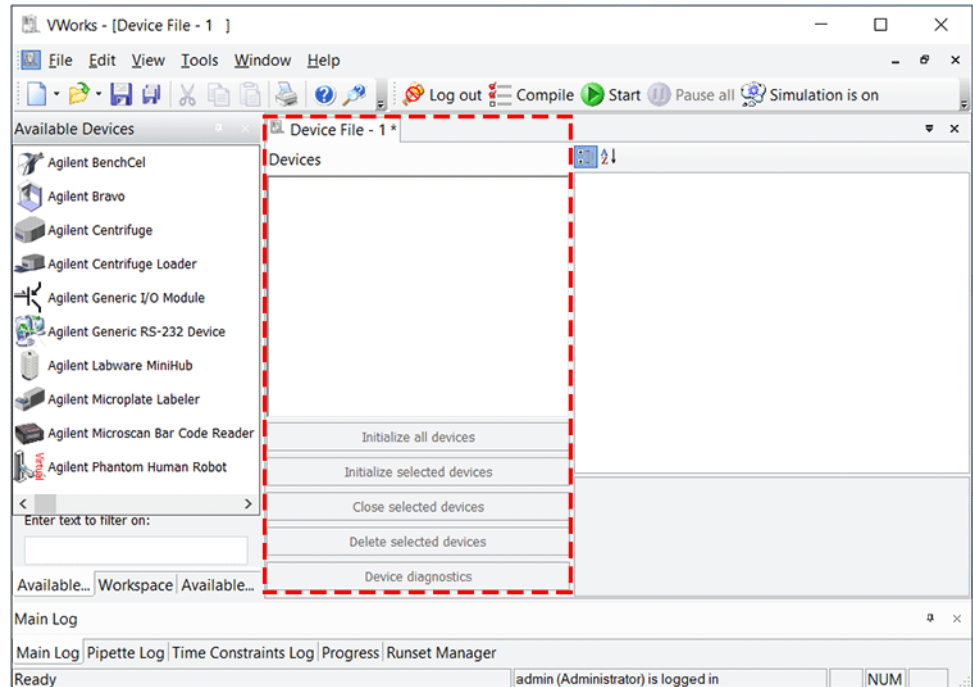 VWorks - [Device File - 1 ]
File Edit View Tools Window Help
Log out Compile Start Pause all Simulation is on
Available Devices
Device File - 1 *
Devices
Agilent BenchCel
Agilent Bravo
Agilent Centrifuge
Agilent Centrifuge Loader
Agilent Generic I/O Module
Agilent Generic RS-232 Device
Agilent Labware MiniHub
Agilent Microplate Labeler
Agilent Microscan Bar Code Reader
Virtual
Agilent Phantom Human Robot
Enter text to filter on:
Available... Workspace Available...
Initialize all devices
Initialize selected devices
Close selected devices
Delete selected devices
Device diagnostics
Main Log
Main Log Pipette Log Time Constraints Log Progress Runset Manager
Ready admin (Administrator) is logged in NUM